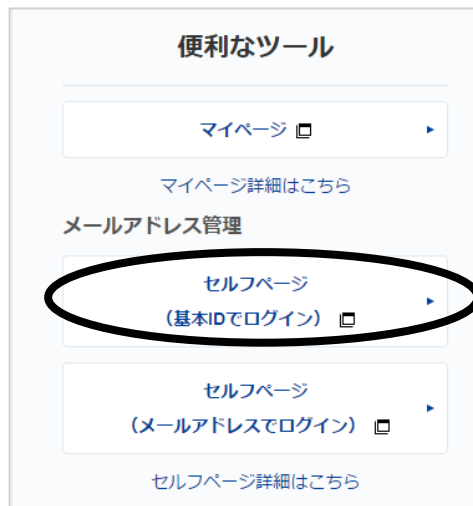 便利なツール
マイページ
マイページ詳細はこちら
メールアドレス管理
セルフページ
（基本IDでログイン）
セルフページ
（メールアドレスでログイン）
セルフページ詳細はこちら